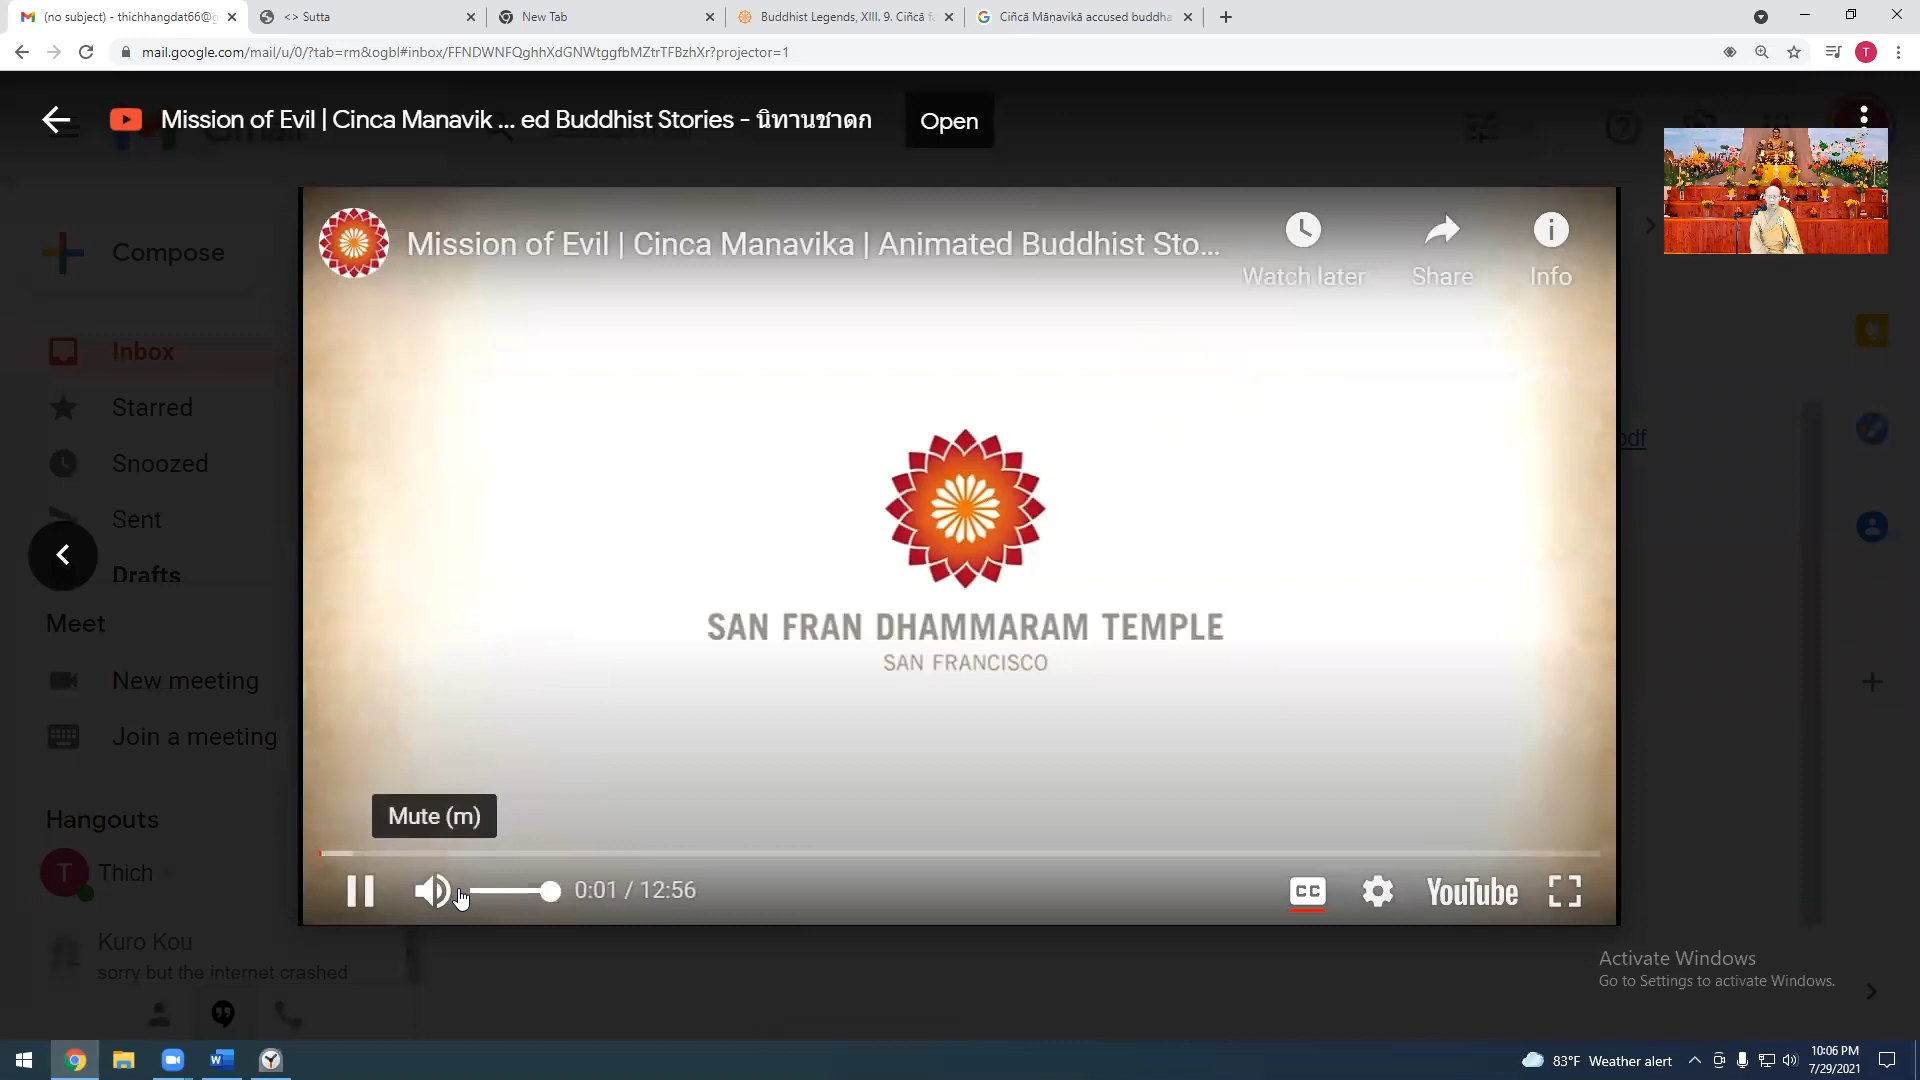 (no subject) - thichhangdat66@g
<> Sutta
New Tab
Buddhist Legends, XIII. 9. Ciñcā f
Ciñcā Māṇavikā accused buddha
mail.google.com/mail/u/0/?tab=rm&ogbl#inbox/FFNDWNFQghhXdGNWtggfbMZtrTFBzhXr?projector=1
T
Mission of Evil | Cinca Manavik ... ed Buddhist Stories - นิทานชาดก
Open
Mission of Evil | Cinca Manavika | Animated Buddhist Sto...
Watch later
Share
Info
Compose
Inbox
Starred
Snoozed
Sent
Drafts
Meet
New meeting
Join a meeting
Hangouts
T
Thich
Kuro Kou
sorry but the internet crashed
pdf
SAN FRAN DHAMMARAM TEMPLE
SAN FRANCISCO
Mute (m)
0:01 / 12:56
CC
YouTube
Activate Windows
Go to Settings to activate Windows.
83°F Weather alert
10:06 PM
7/29/2021